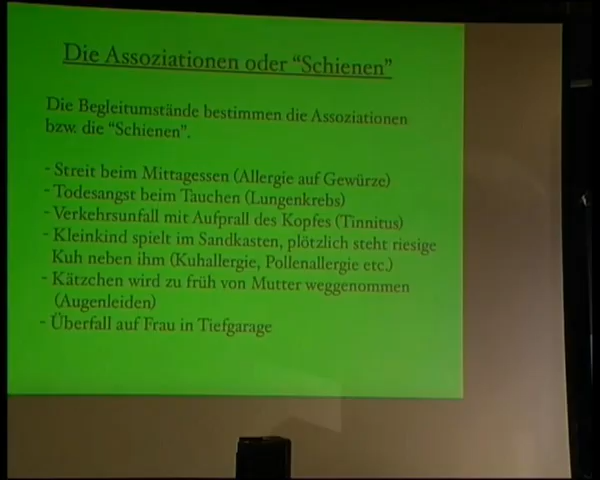 Die Assoziationen oder "Schienen"
Die Begleitumstände bestimmen die Assoziationen
bzw. die "Schienen".
- Streit beim Mittagessen (Allergie auf Gewürze)
- Todesangst beim Tauchen (Lungenkrebs)
- Verkehrsunfall mit Aufprall des Kopfes (Tinnitus)
- Kleinkind spielt im Sandkasten, plötzlich steht riesige
Kuh neben ihm (Kuhallergie, Pollenallergie etc.)
- Kätzchen wird zu früh von Mutter weggenommen
(Augenleiden)
- Überfall auf Frau in Tiefgarage